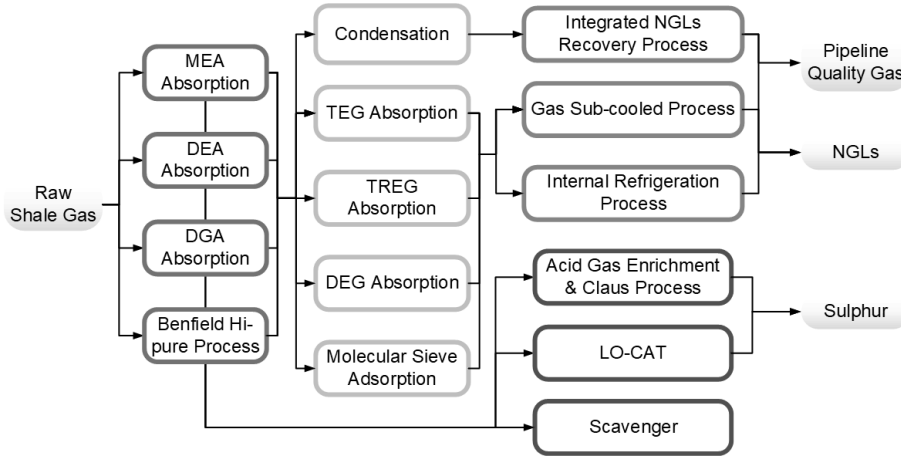 Raw
Shale Gas
MEA
Absorption
DEA
Absorption
DGA
Absorption
Benfield Hi-
pure Process
Condensation
TEG Absorption
TREG
Absorption
DEG Absorption
Molecular Sieve
Adsorption
Integrated NGLs
Recovery Process
Gas Sub-cooled Process
Internal Refrigeration
Process
Acid Gas Enrichment
& Claus Process
LO-CAT
Scavenger
Pipeline
Quality Gas
NGLs
Sulphur